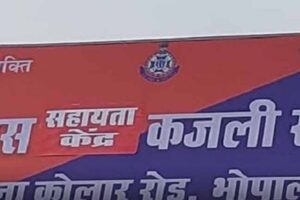 क्ति
स सहायता केंद्र कजली
कोलार रोड, भोपा